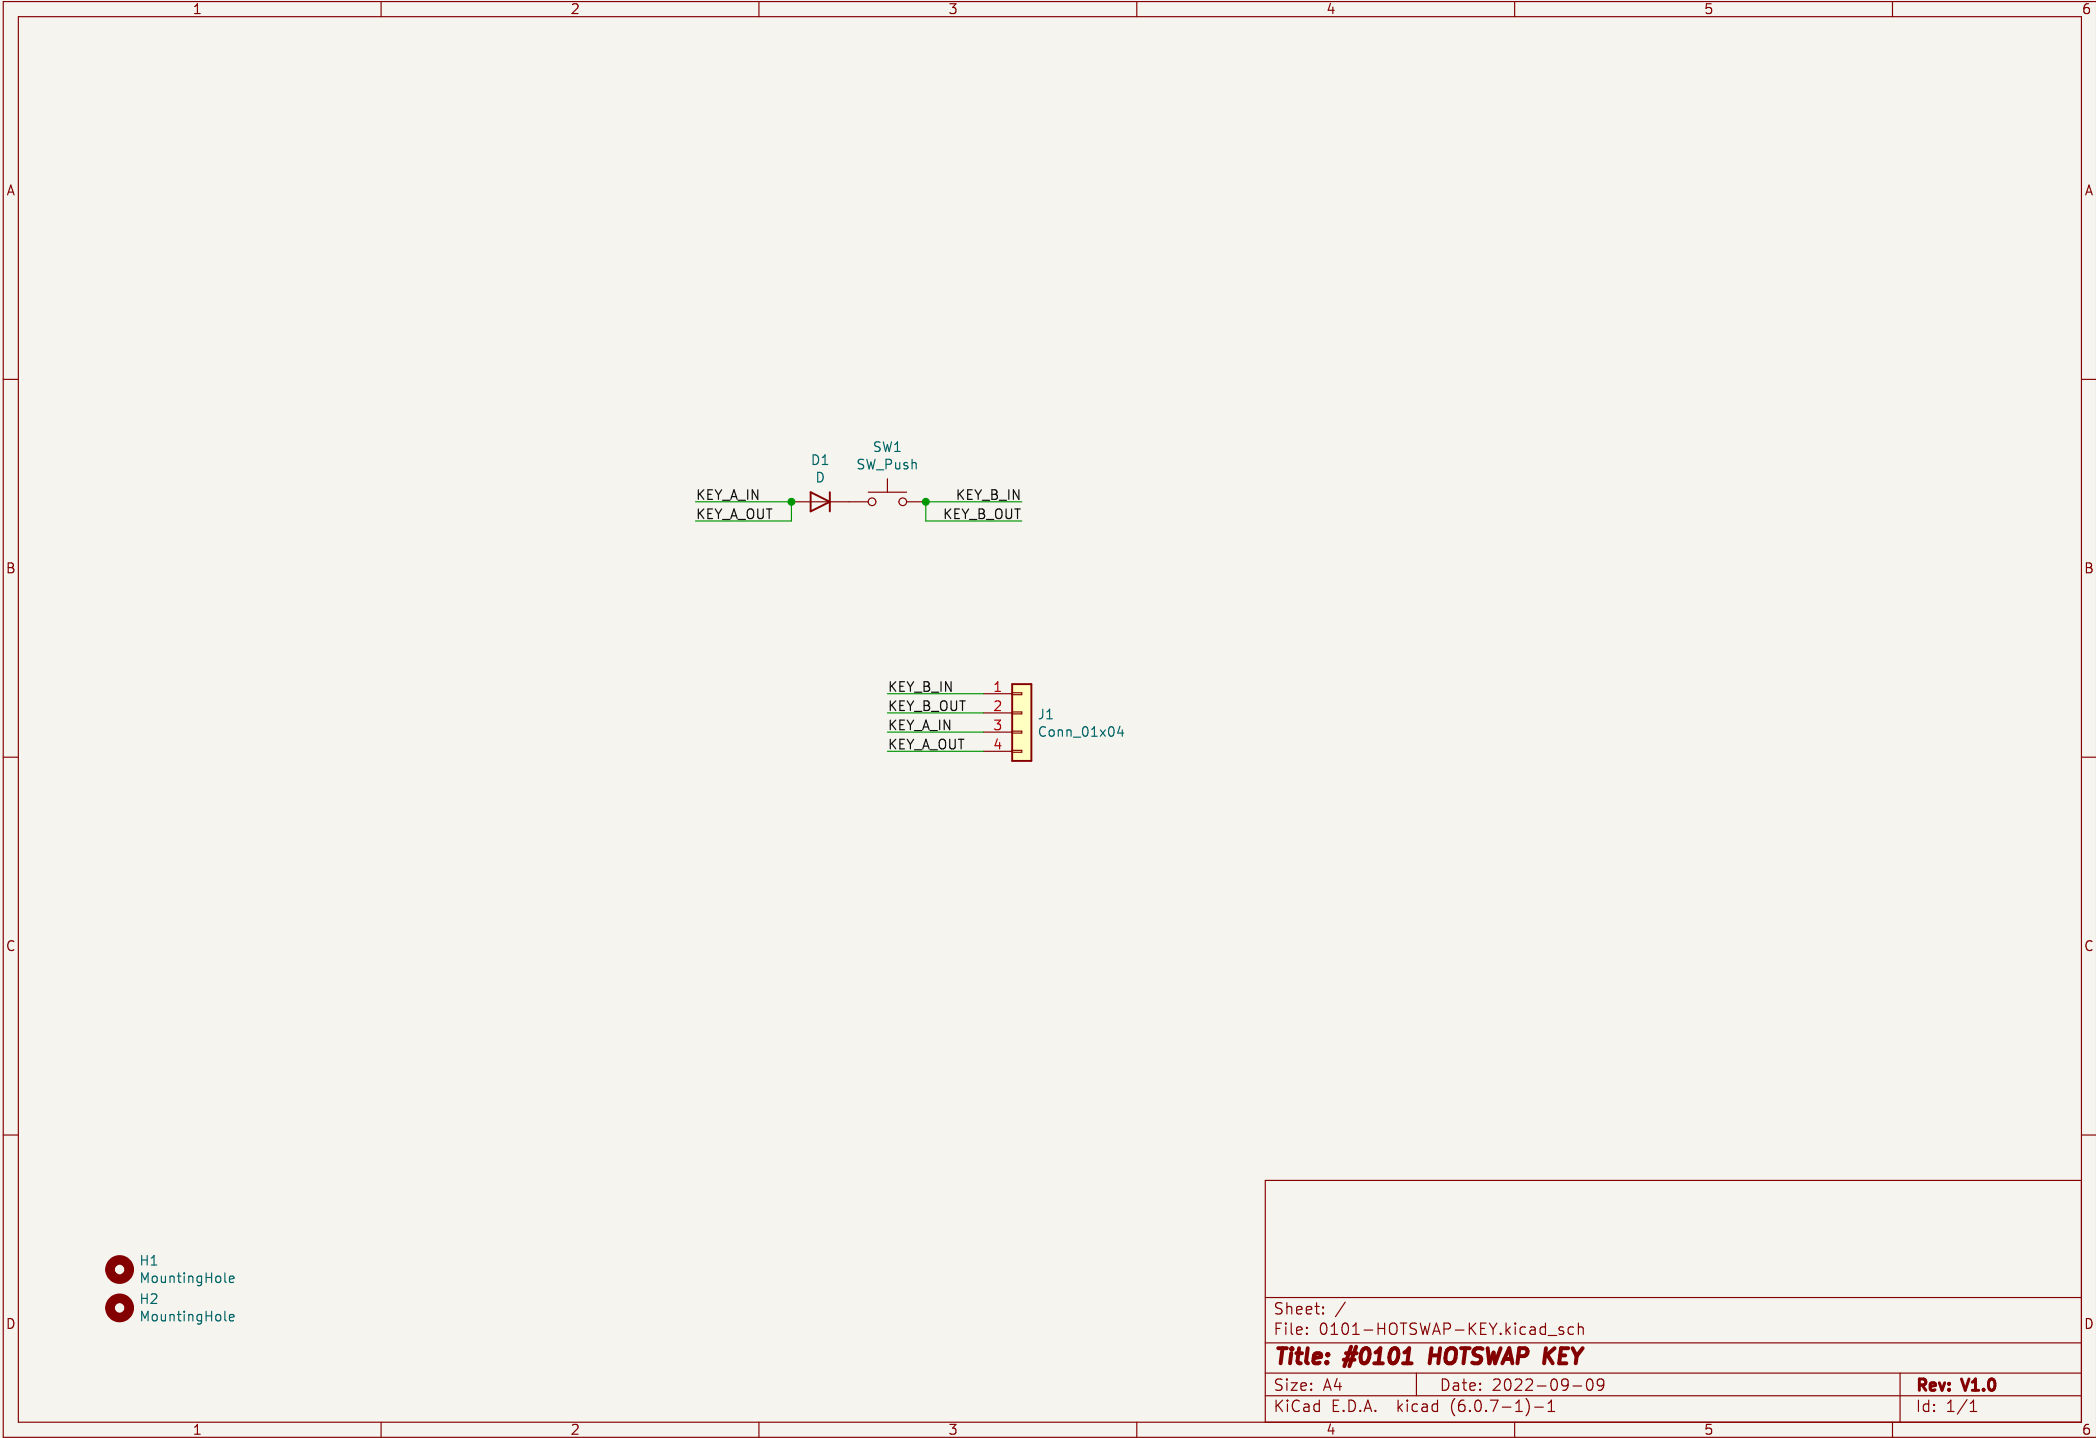 1 2 3 4 5 6
A A
SW1
D1 SW_Push
D
KEY_A_IN KEY_B_IN
KEY_A_OUT KEY_B_OUT
B B
KEY_B_IN 1
KEY_B_OUT 2 J1
KEY_A_IN 3 Conn_01x04
KEY_A_OUT 4
C C
H1
MountingHole
H2
MountingHole
D D
Sheet: /
File: 0101-HOTSWAP-KEY.kicad_sch
Title: #0101 HOTSWAP KEY
Size: A4 Date: 2022-09-09 Rev: V1.0
KiCad E.D.A. kicad (6.0.7-1)-1 Id: 1/1
1 2 3 4 5 6